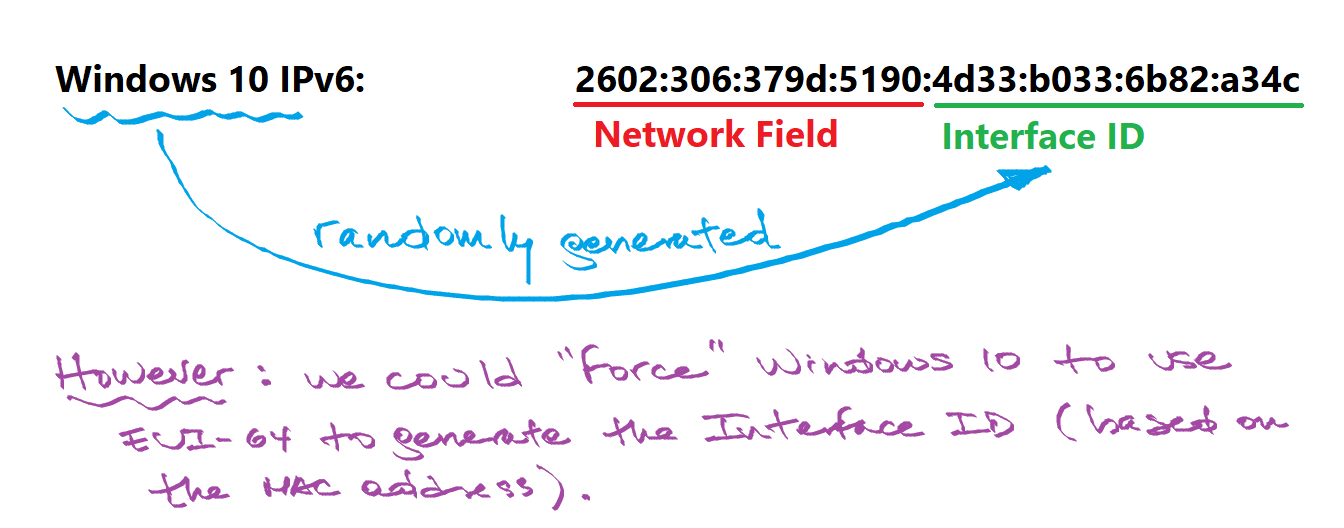 Windows 10 IPv6: 2602:306:379d:5190:4d33:b033:6b82:a34c
Network Field Interface ID
randomly generated
However: we could "force" Windows 10 to use
EUI-64 to generate the Interface ID (based on
the MAC address).